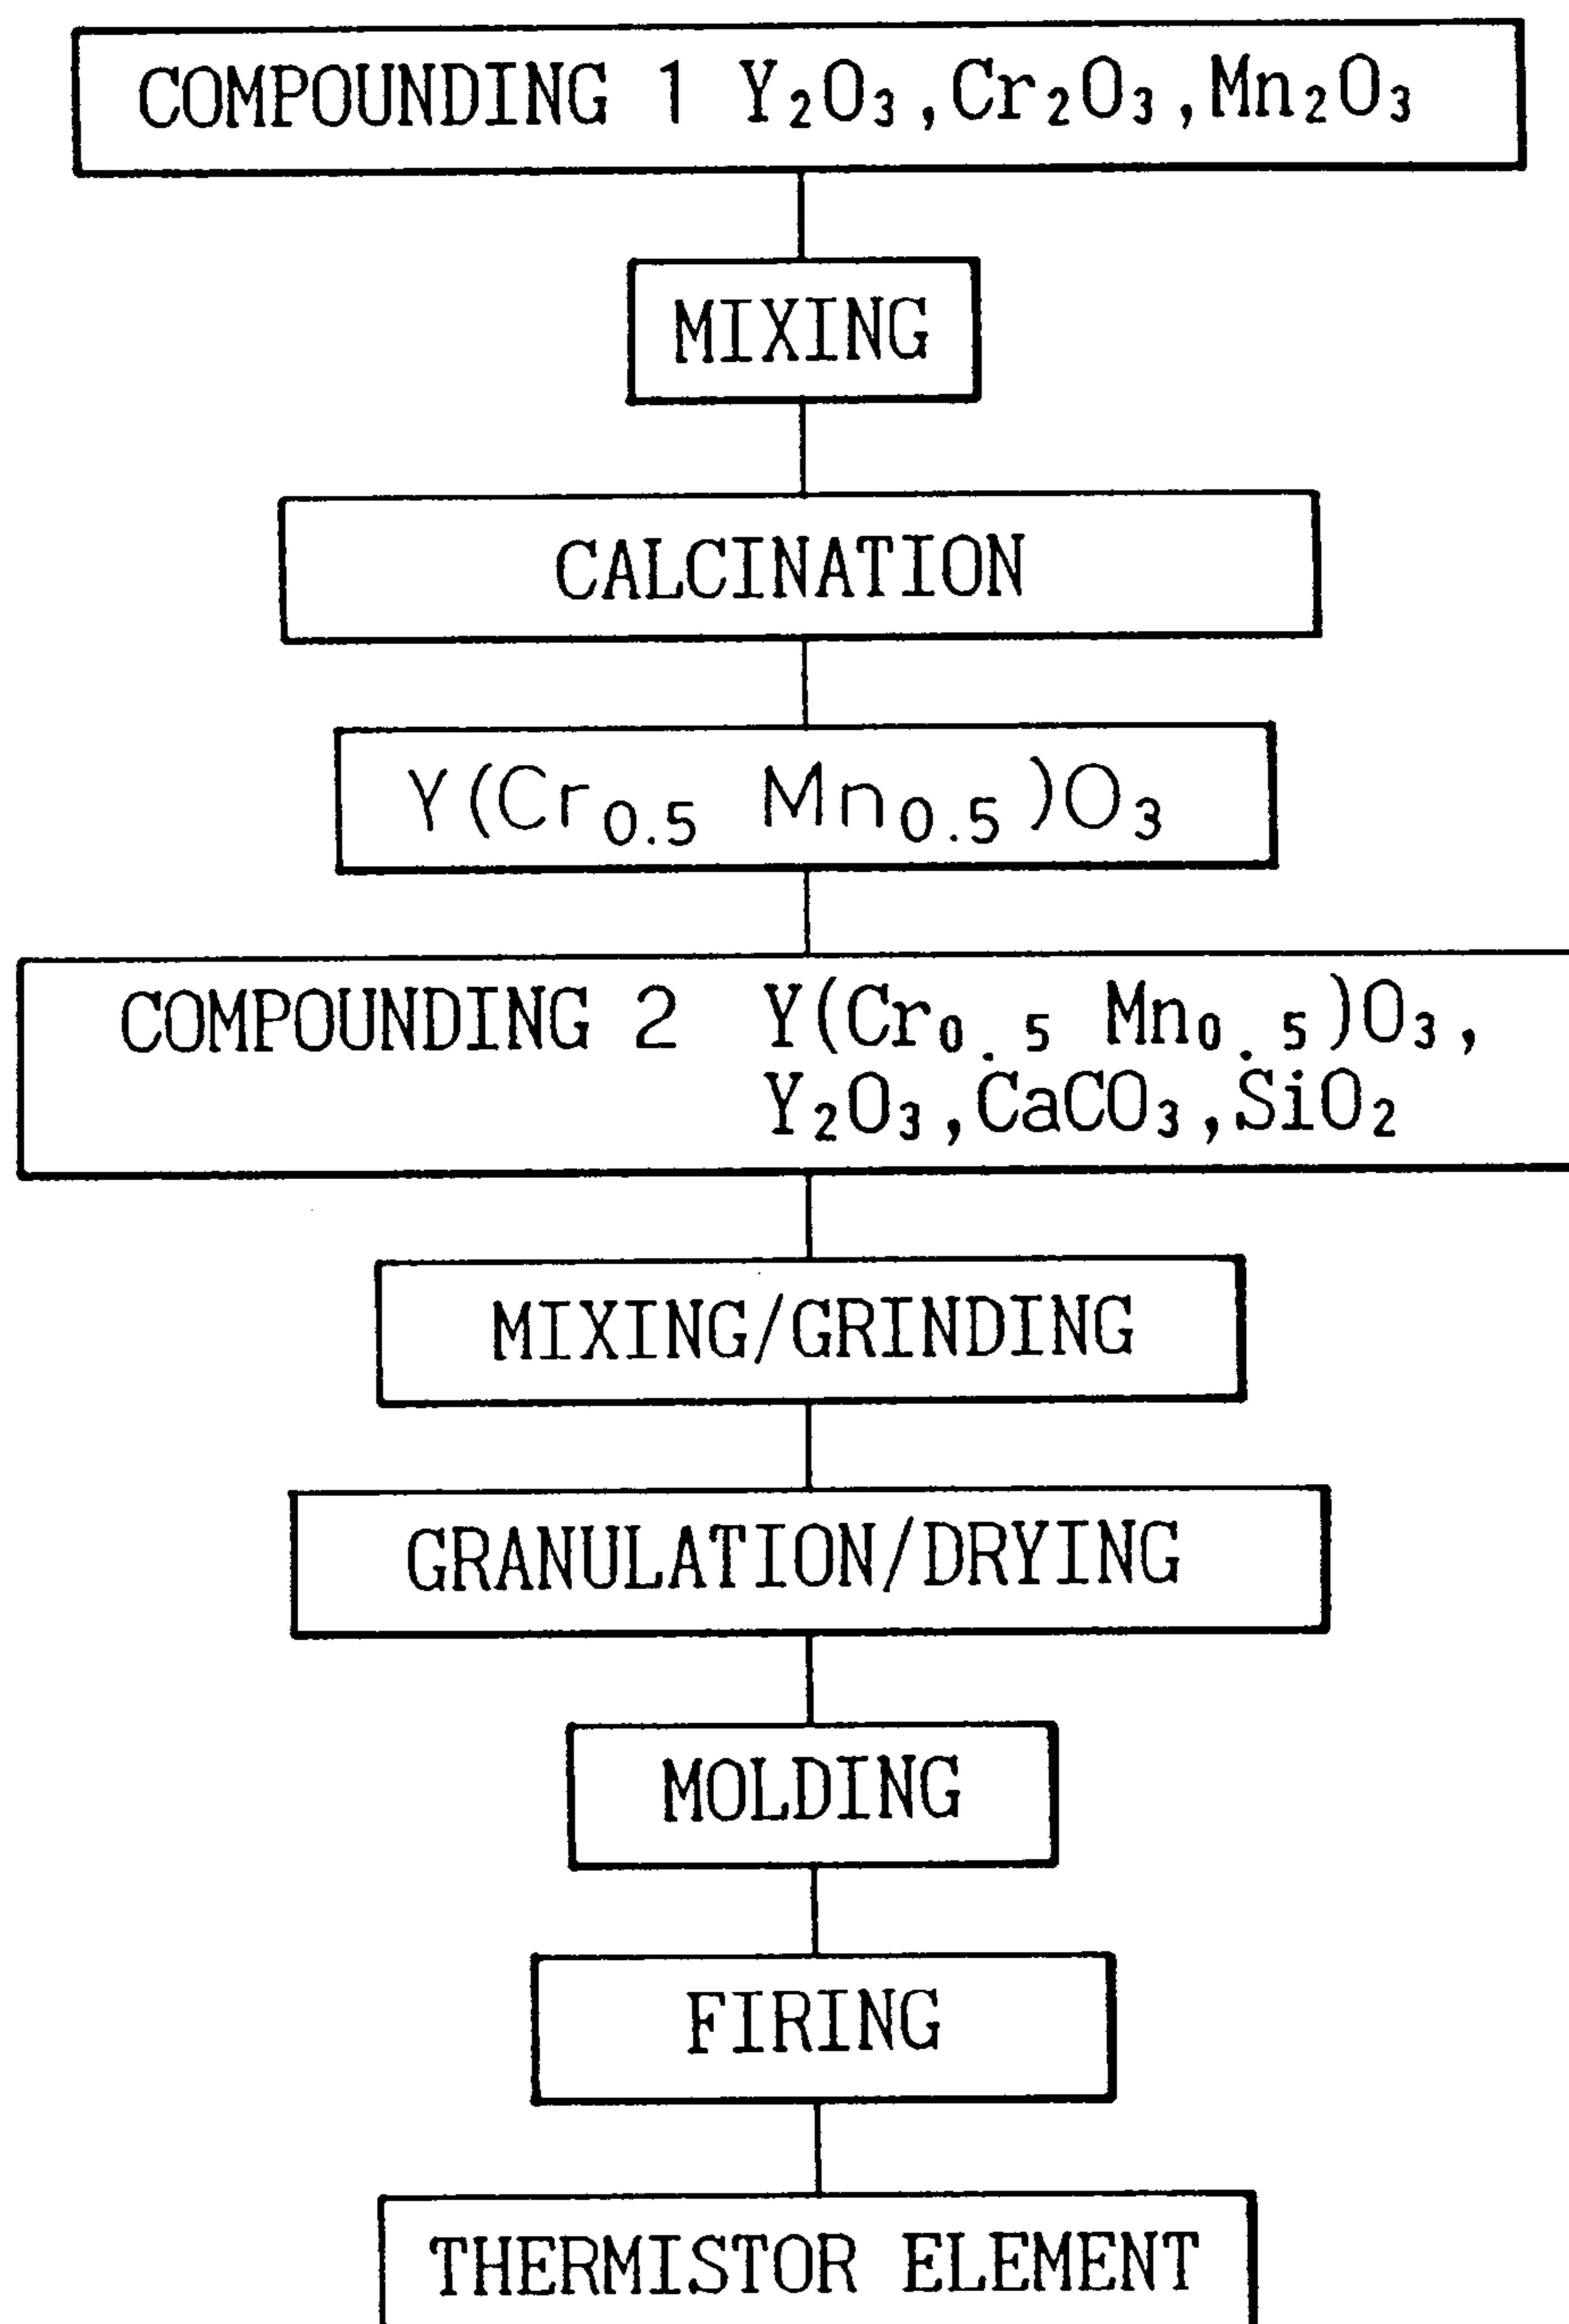 COMPOUNDING 1 Y₂O₃,Cr₂O₃,Mn₂O₃
MIXING
CALCINATION
Y(Cr₀.₅ Mn₀.₅)O₃
COMPOUNDING 2 Y(Cr₀.₅ Mn₀.₅)O₃,
Y₂O₃,CaCO₃,SiO₂
MIXING/GRINDING
GRANULATION/DRYING
MOLDING
FIRING
THERMISTOR ELEMENT